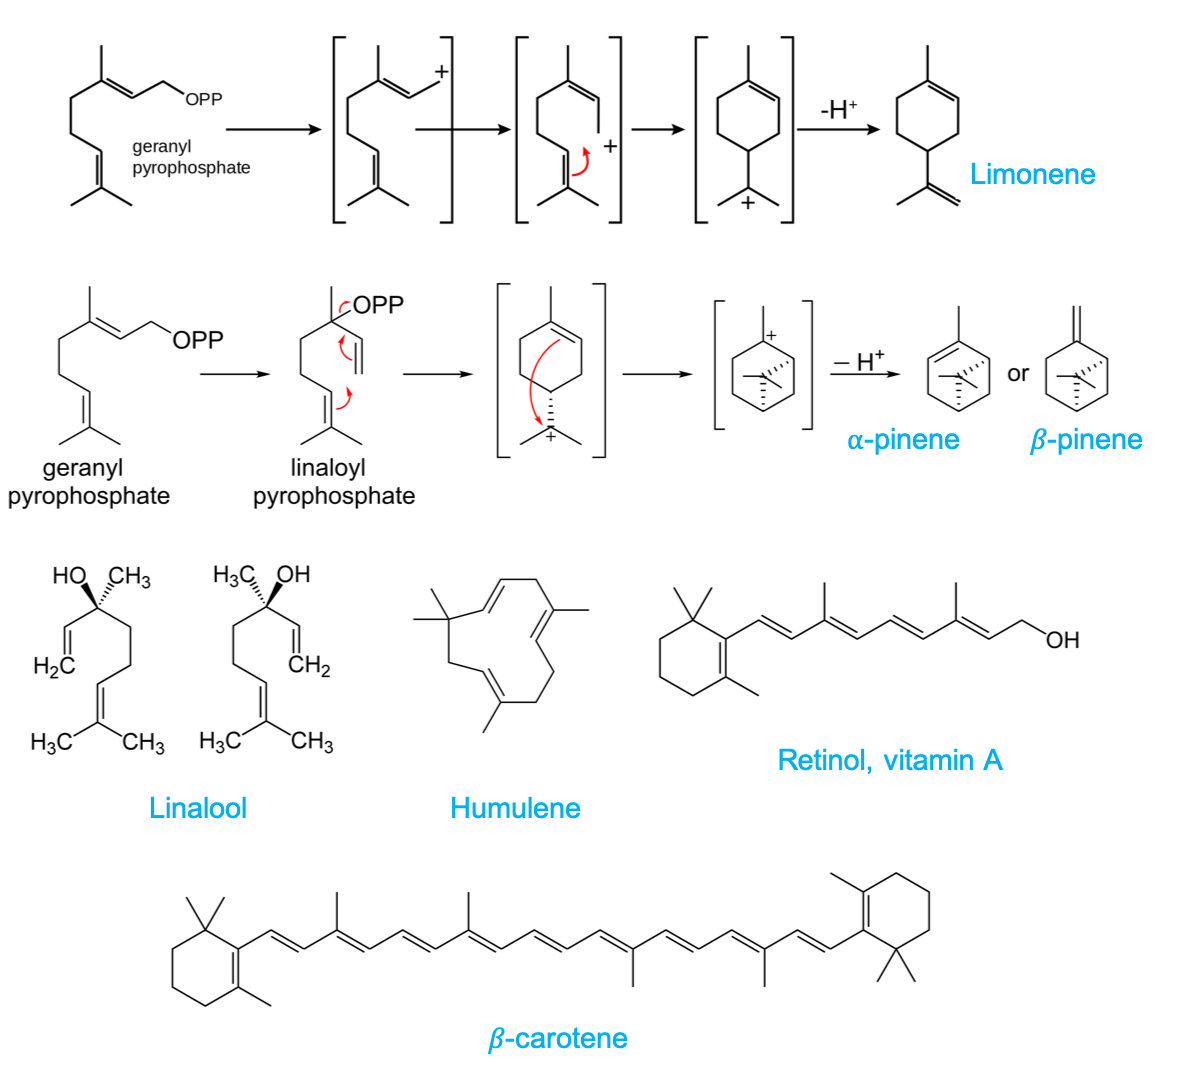 +
OPP
geranyl
pyrophosphate
+
+
-H+
Limonene
OPP
geranyl
pyrophosphate
OPP
linaloyl
pyrophosphate
+
+
– H+
or
α-pinene
β-pinene
HO CH3
H2C
H3C CH3
H3C OH
CH2
H3C CH3
Linalool
Humulene
OH
Retinol, vitamin A
β-carotene